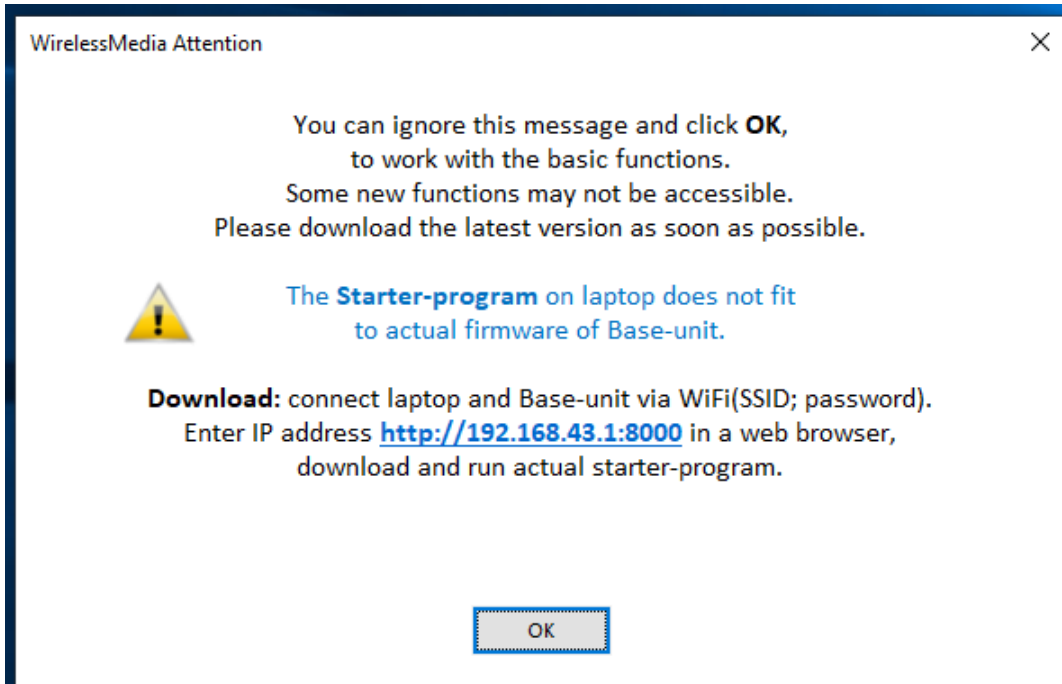 WirelessMedia Attention
You can ignore this message and click OK,
to work with the basic functions.
Some new functions may not be accessible.
Please download the latest version as soon as possible.
The Starter-program on laptop does not fit
to actual firmware of Base-unit.
Download: connect laptop and Base-unit via WiFi(SSID; password).
Enter IP address http://192.168.43.1:8000 in a web browser,
download and run actual starter-program.
OK